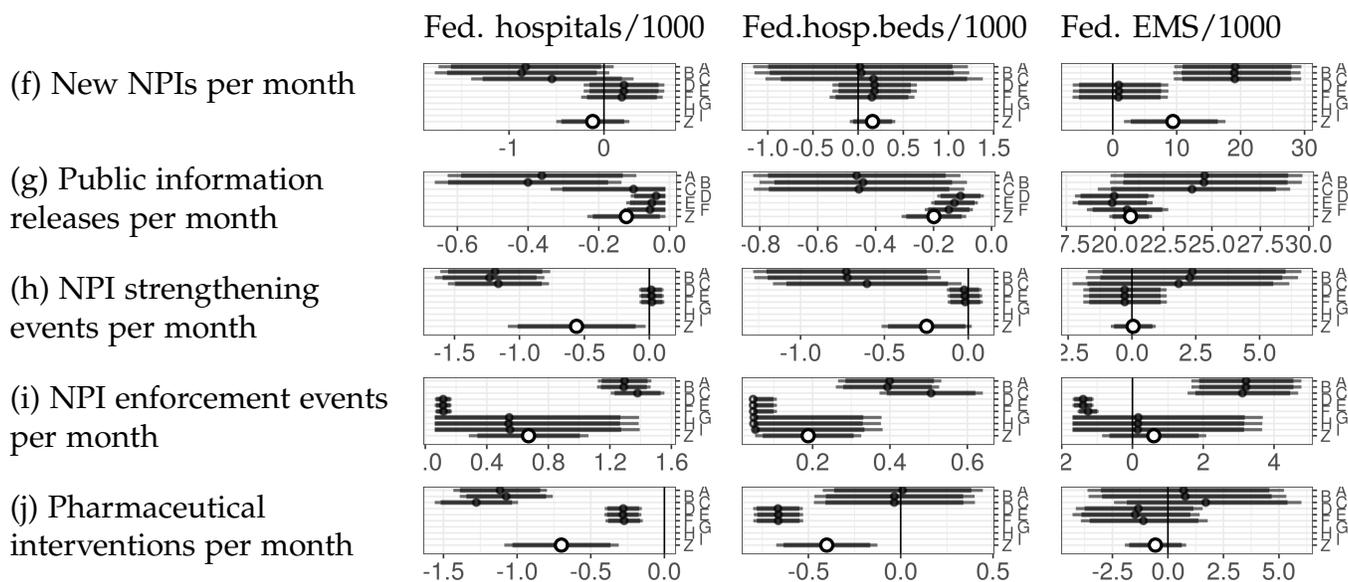 Fed. hospitals/1000 Fed.hosp.beds/1000 Fed. EMS/1000
(f) New NPIs per month
A
B
C
D
E
F
G
H
I
Z
-1 0
-1.0 -0.5 0.0 0.5 1.0 1.5
0 10 20 30
(g) Public information
releases per month
A
B
C
D
E
F
Z
-0.6 -0.4 -0.2 0.0
-0.8 -0.6 -0.4 -0.2 0.0
7.5 20.0 22.5 25.0 27.5 30.0
(h) NPI strengthening
events per month
A
B
C
D
E
F
G
H
I
Z
-1.5 -1.0 -0.5 0.0
-1.0 -0.5 0.0
2.5 0.0 2.5 5.0
(i) NPI enforcement events
per month
A
B
C
D
E
F
G
H
I
Z
.0 0.4 0.8 1.2 1.6
0.2 0.4 0.6
2 0 2 4
(j) Pharmaceutical
interventions per month
A
B
C
D
E
F
G
H
I
Z
-1.5 -1.0 -0.5 0.0
-0.5 0.0 0.5
-2.5 0.0 2.5 5.0